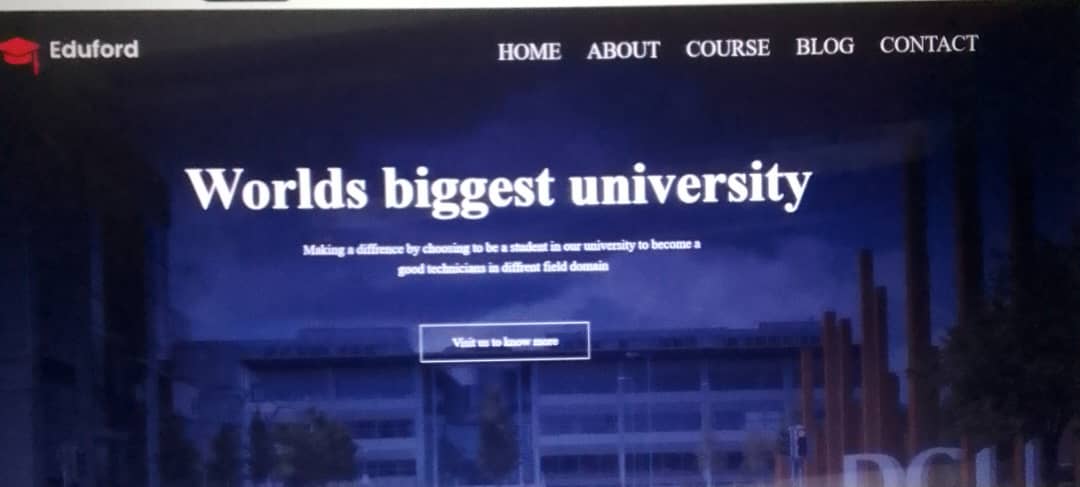 Eduford
HOME ABOUT COURSE BLOG CONTACT
Worlds biggest university
Making a diffrence by choosing to be a student in our university to become a
good technicians in diffrent field domain
Visit us to know more
DCU